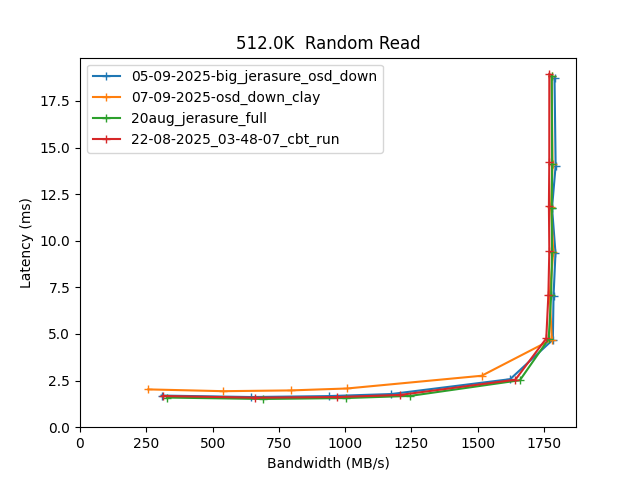 512.0K  Random Read
05-09-2025-big_jerasure_osd_down
07-09-2025-osd_down_clay
20aug_jerasure_full
22-08-2025_03-48-07_cbt_run
Latency (ms)
17.5
15.0
12.5
10.0
7.5
5.0
2.5
0.0
0 250 500 750 1000 1250 1500 1750
Bandwidth (MB/s)